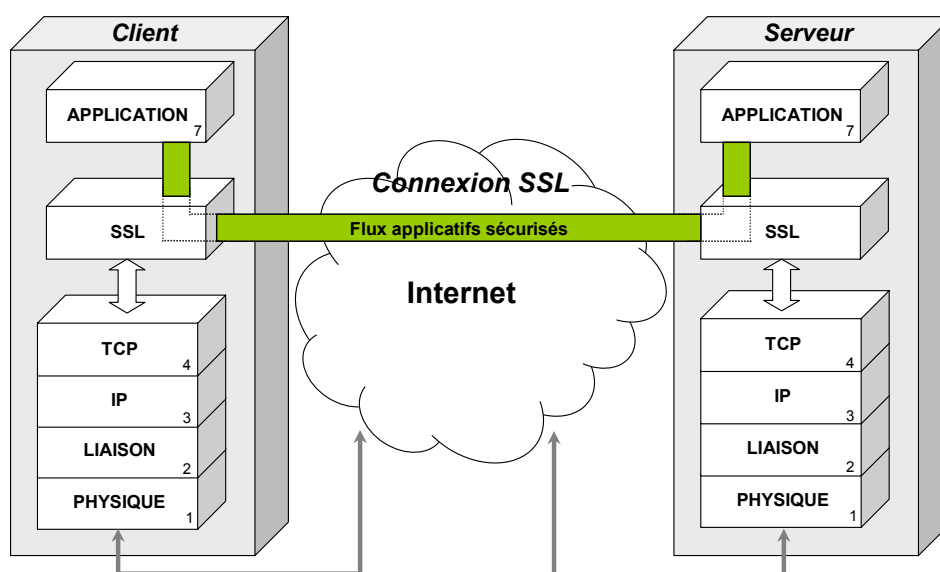 Client
APPLICATION
7
SSL
TCP
4
IP
3
LIAISON
2
PHYSIQUE
1
Connexion SSL
Flux applicatifs sécurisés
Internet
Serveur
APPLICATION
7
SSL
TCP
4
IP
3
LIAISON
2
PHYSIQUE
1